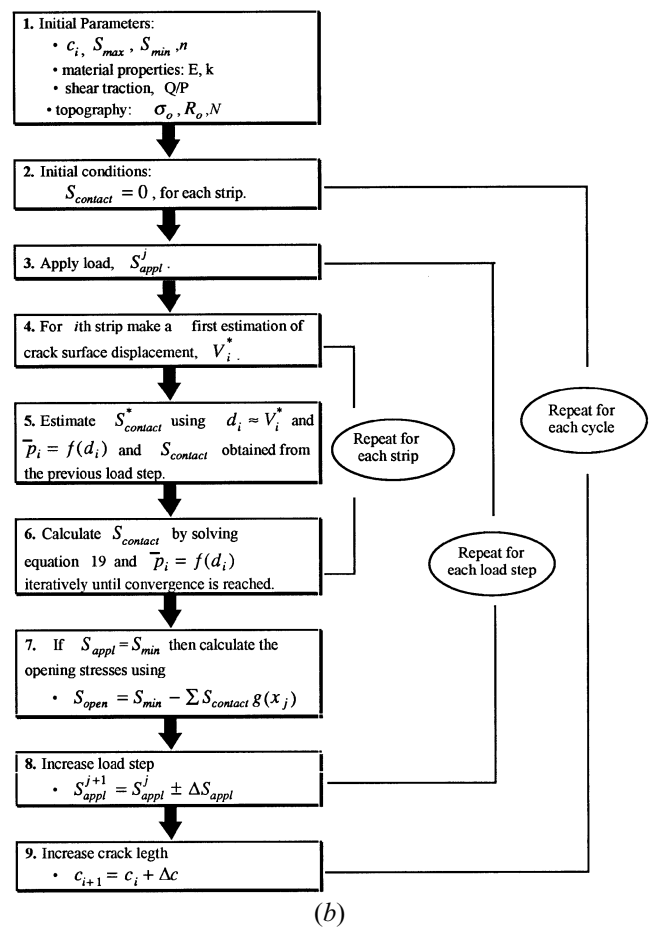 1. Initial Parameters:
• c_i, S_max, S_min, n
• material properties: E, k
• shear traction, Q/P
• topography: σ_o, R_o, N
2. Initial conditions:
S_contact = 0, for each strip.
3. Apply load, S^j_appl.
4. For ith strip make a first estimation of
crack surface displacement, V_i^*.
5. Estimate S^*_contact using d_i ≈ V_i^* and
p̅_i = f(d_i) and S_contact obtained from
the previous load step.
6. Calculate S_contact by solving
equation 19 and p̅_i = f(d_i)
iteratively until convergence is reached.
7. If S_appl = S_min then calculate the
opening stresses using
• S_open = S_min − Σ S_contact g(x_j)
8. Increase load step
• S^{j+1}_appl = S^j_appl ± ΔS_appl
9. Increase crack legth
• c_{i+1} = c_i + Δc
Repeat for
each strip
Repeat for
each load step
Repeat for
each cycle
(b)